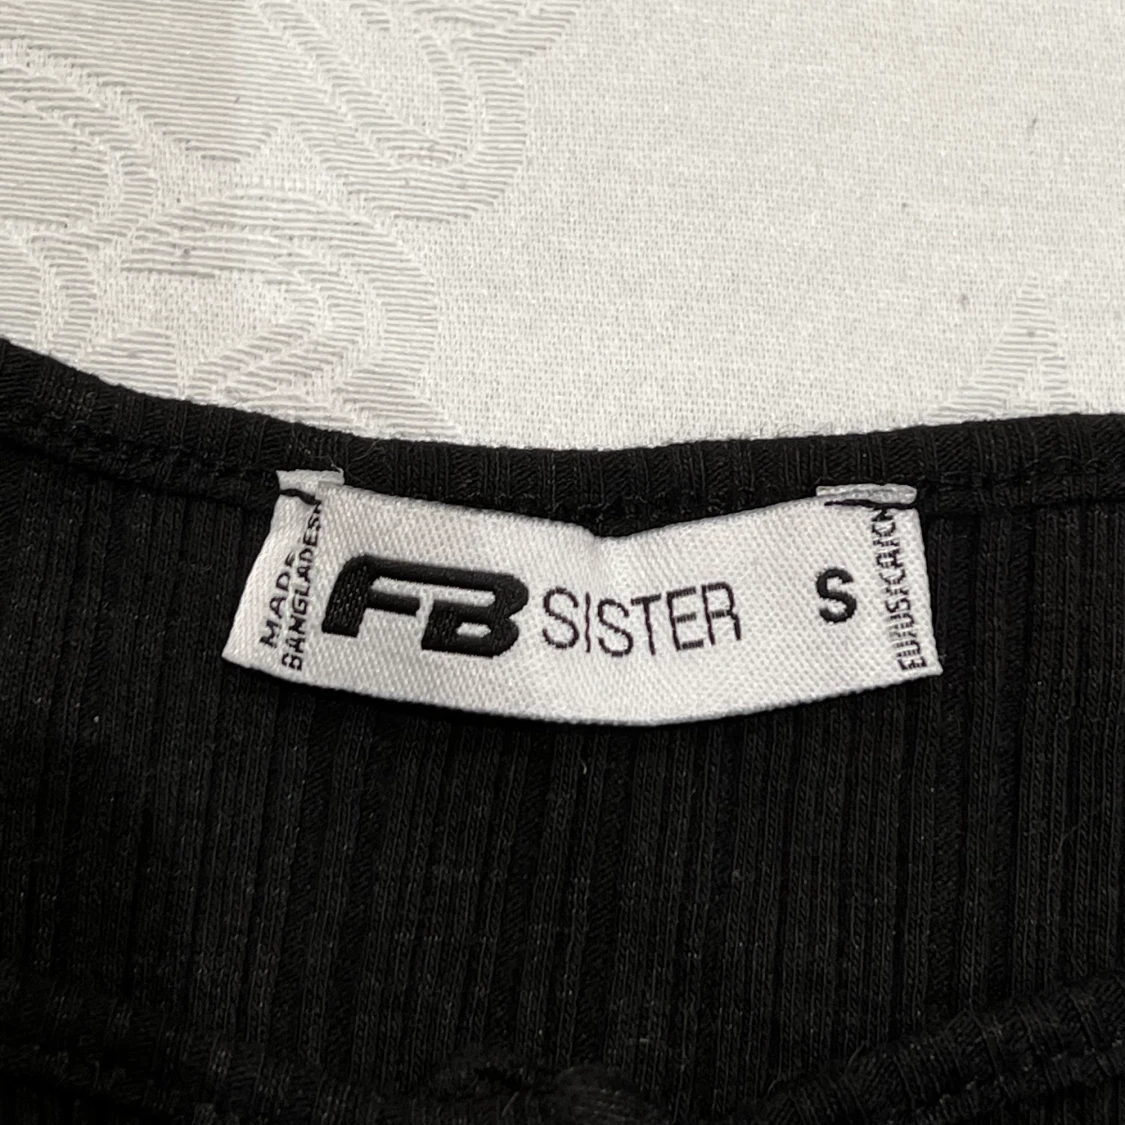 MADE
BANGLADESH
FB SISTER S
EU/US/CA/CN